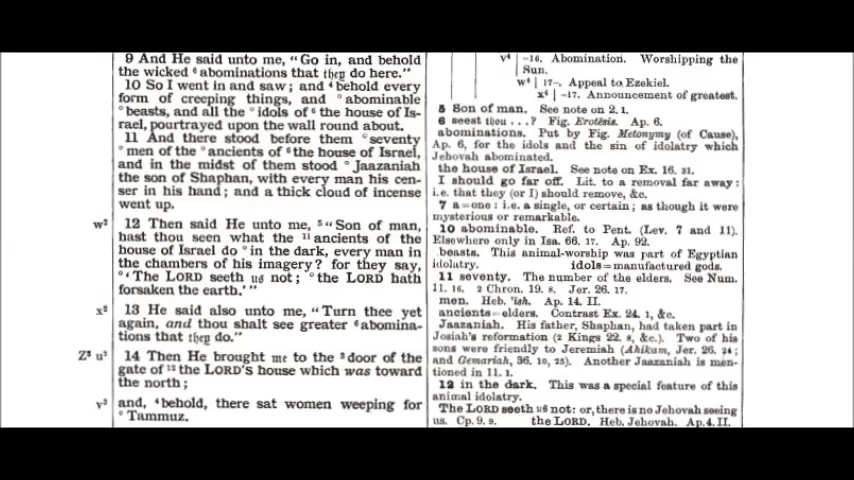 9 And He said unto me, "Go in, and behold
the wicked ⁶abominations that they do here."
10 So I went in and saw; and ⁴behold every
form of creeping things, and °abominable
°beasts, and all the °idols of ⁶the house of Is-
rael, pourtrayed upon the wall round about.
11 And there stood before them °seventy
°men of the °ancients of ⁶the house of Israel,
and in the midst of them stood °Jaazaniah
the son of Shaphan, with every man his cen-
ser in his hand; and a thick cloud of incense
went up.
w² 12 Then said He unto me, ⁵"Son of man,
hast thou seen what the ¹¹ancients of the
house of Israel do °in the dark, every man in
the chambers of his imagery? for they say,
°'The LORD seeth us not; °the LORD hath
forsaken the earth.'"
x² 13 He said also unto me, "Turn thee yet
again, and thou shalt see greater ⁶abomina-
tions that they do."
Z³ u³ 14 Then He brought me to the ³door of the
gate of ¹²the LORD'S house which was toward
the north;
v³ and, ⁴behold, there sat women weeping for
°Tammuz.
v⁴ | -16. Abomination. Worshipping the
Sun.
w⁴ | 17-. Appeal to Ezekiel.
x⁴ | -17. Announcement of greatest.
5 Son of man. See note on 2. 1.
6 seest thou . . . ? Fig. Erotēsis. Ap. 6.
abominations. Put by Fig. Metonymy (of Cause),
Ap. 6, for the idols and the sin of idolatry which
Jehovah abominated.
the house of Israel. See note on Ex. 16. 31.
I should go far off. Lit. to a removal far away:
i.e. that they (or I) should remove, &c.
7 a=one: i.e. a single, or certain; as though it were
mysterious or remarkable.
10 abominable. Ref. to Pent. (Lev. 7 and 11).
Elsewhere only in Isa. 66. 17. Ap. 92.
beasts. This animal-worship was part of Egyptian
idolatry. idols=manufactured gods.
11 seventy. The number of the elders. See Num.
11. 16. 2 Chron. 19. 8. Jer. 26. 17.
men. Heb. 'ish. Ap. 14. II.
ancients=elders. Contrast Ex. 24. 1, &c.
Jaazaniah. His father, Shaphan, had taken part in
Josiah's reformation (2 Kings 22. 8, &c.). Two of his
sons were friendly to Jeremiah (Ahikam, Jer. 26. 24;
and Gemariah, 36. 10, 25). Another Jaazaniah is men-
tioned in 11. 1.
12 in the dark. This was a special feature of this
animal idolatry.
The LORD seeth us not: or, there is no Jehovah seeing
us. Cp. 9. 9. the LORD. Heb. Jehovah. Ap. 4. II.